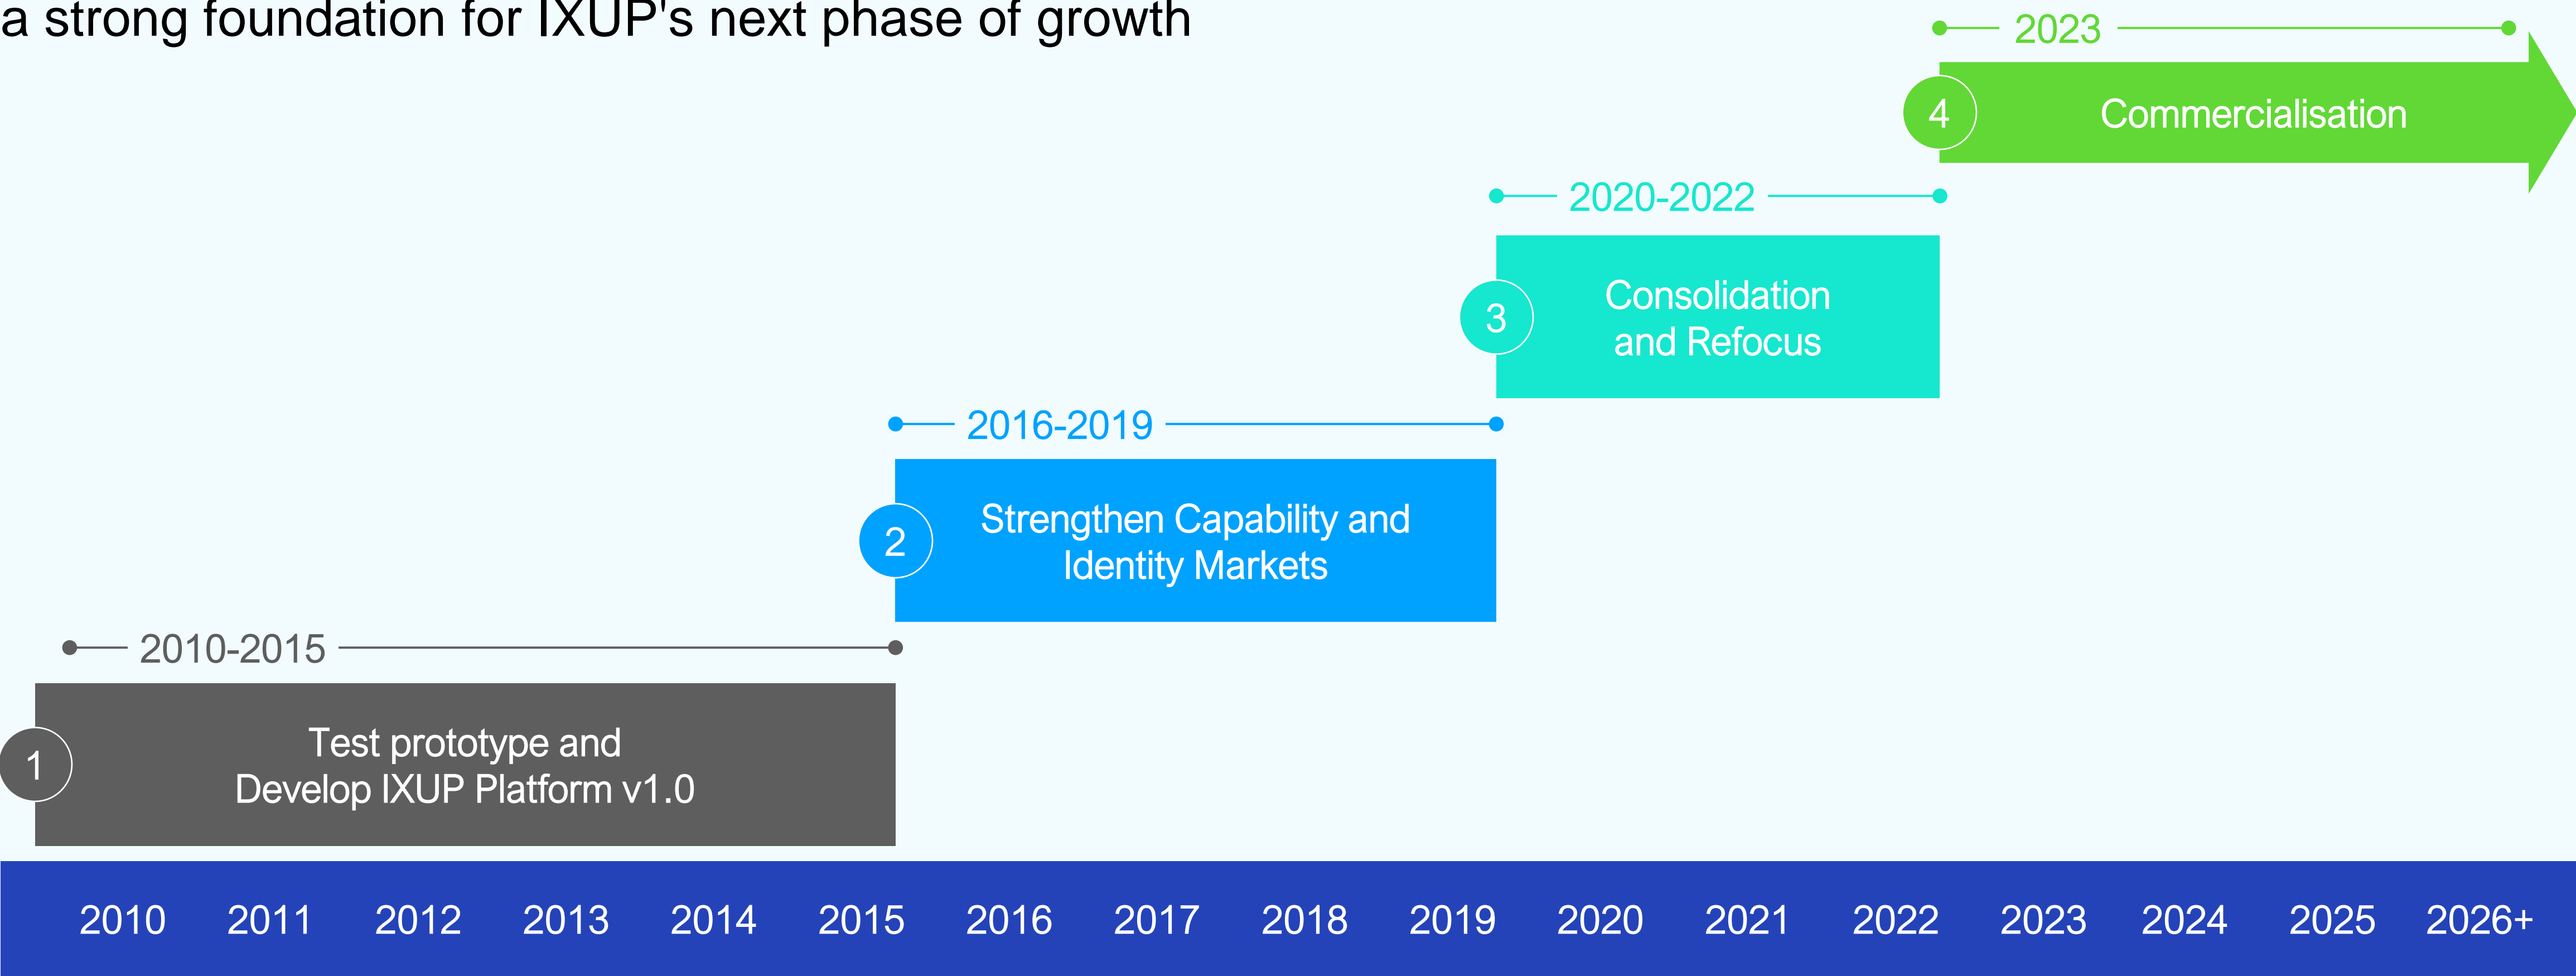 a strong foundation for IXUP's next phase of growth
2023
4
Commercialisation
2020-2022
3
Consolidation
and Refocus
2016-2019
2
Strengthen Capability and
Identity Markets
2010-2015
1
Test prototype and
Develop IXUP Platform v1.0
2010 2011 2012 2013 2014 2015 2016 2017 2018 2019 2020 2021 2022 2023 2024 2025 2026+